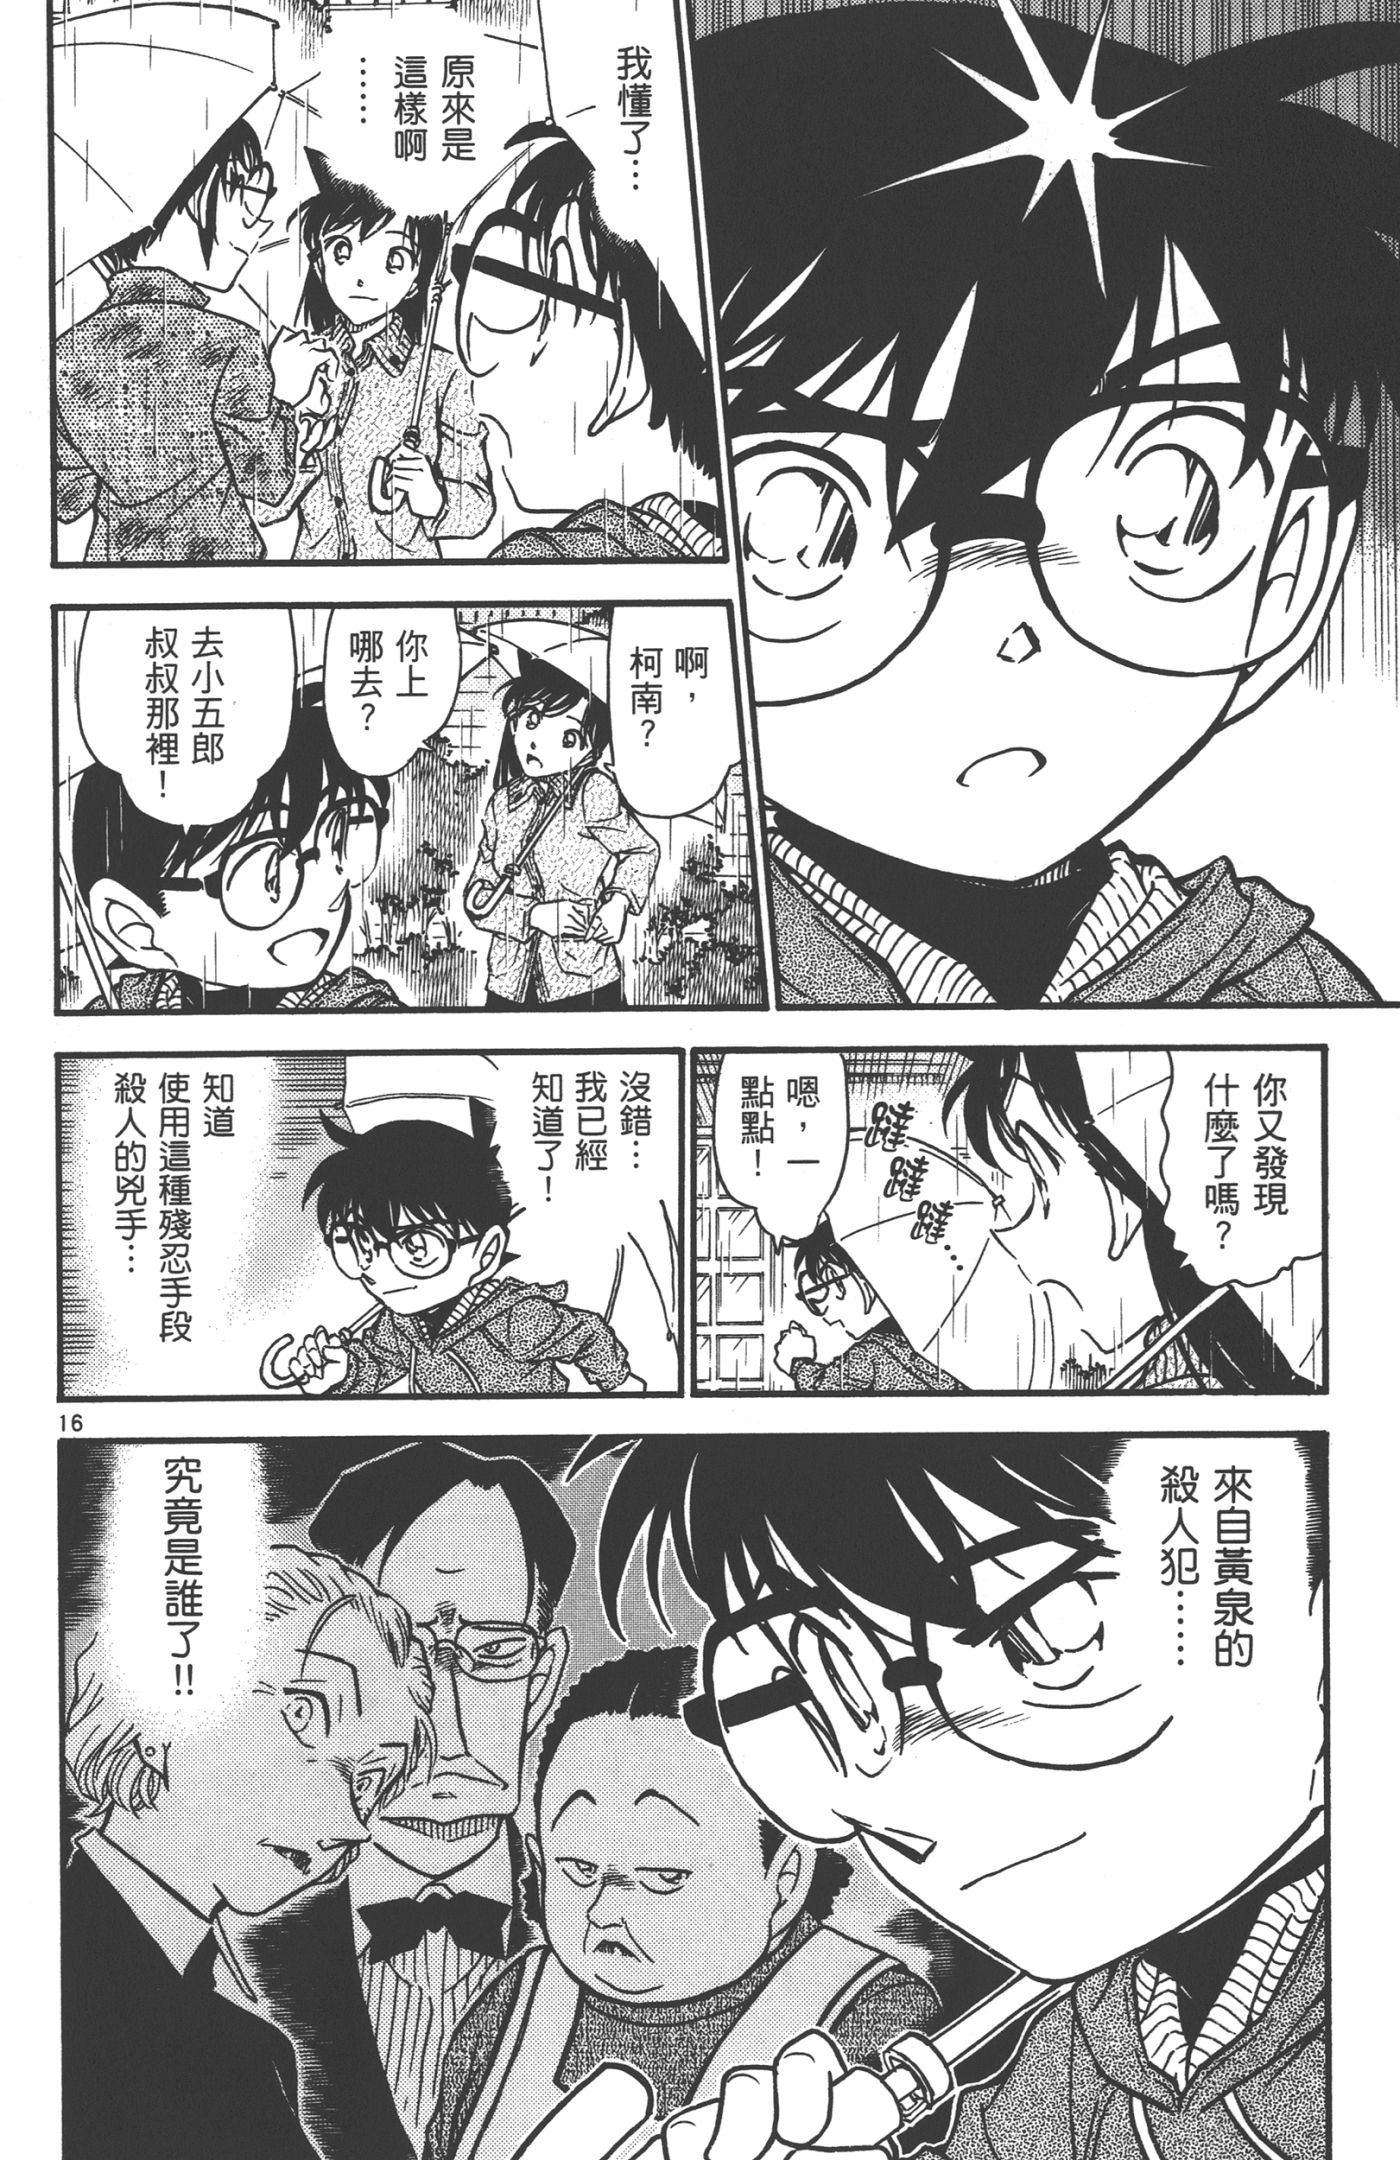 我懂了…
原來是
這樣啊
……
啊，
柯南？
你上
哪去？
去小五郎
叔叔那裡！
你又發現
什麼了嗎？
嗯，一
點點！
躂
躂
躂…
沒錯…
我已經
知道了！
知道
使用這種殘忍手段
殺人的兇手…
16
來自黃泉的
殺人犯……
究竟是誰了!!